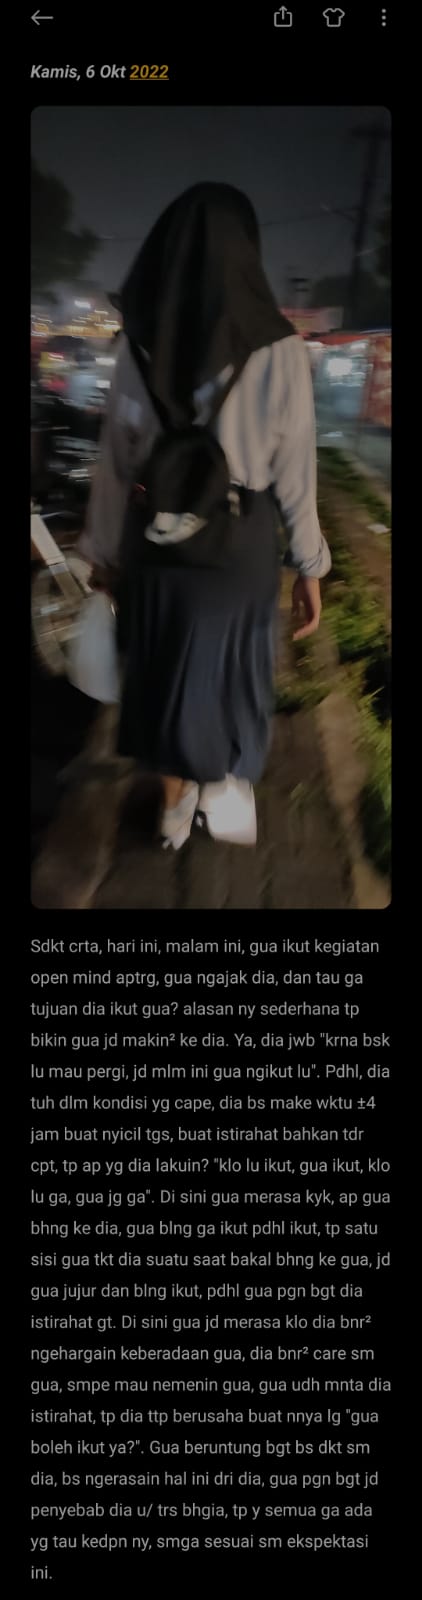 Kamis, 6 Okt 2022
Sdkt crta, hari ini, malam ini, gua ikut kegiatan
open mind aptrg, gua ngajak dia, dan tau ga
tujuan dia ikut gua? alasan ny sederhana tp
bikin gua jd makin² ke dia. Ya, dia jwb "krna bsk
lu mau pergi, jd mlm ini gua ngikut lu". Pdhl, dia
tuh dlm kondisi yg cape, dia bs make wktu ±4
jam buat nyicil tgs, buat istirahat bahkan tdr
cpt, tp ap yg dia lakuin? "klo lu ikut, gua ikut, klo
lu ga, gua jg ga". Di sini gua merasa kyk, ap gua
bhng ke dia, gua blng ga ikut pdhl ikut, tp satu
sisi gua tkt dia suatu saat bakal bhng ke gua, jd
gua jujur dan blng ikut, pdhl gua pgn bgt dia
istirahat gt. Di sini gua jd merasa klo dia bnr²
ngehargain keberadaan gua, dia bnr² care sm
gua, smpe mau nemenin gua, gua udh mnta dia
istirahat, tp dia ttp berusaha buat nnya lg "gua
boleh ikut ya?". Gua beruntung bgt bs dkt sm
dia, bs ngerasain hal ini dri dia, gua pgn bgt jd
penyebab dia u/ trs bhgia, tp y semua ga ada
yg tau kedpn ny, smga sesuai sm ekspektasi
ini.